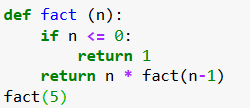 def fact (n):
    if n <= 0:
        return 1
    return n * fact(n-1)
fact(5)